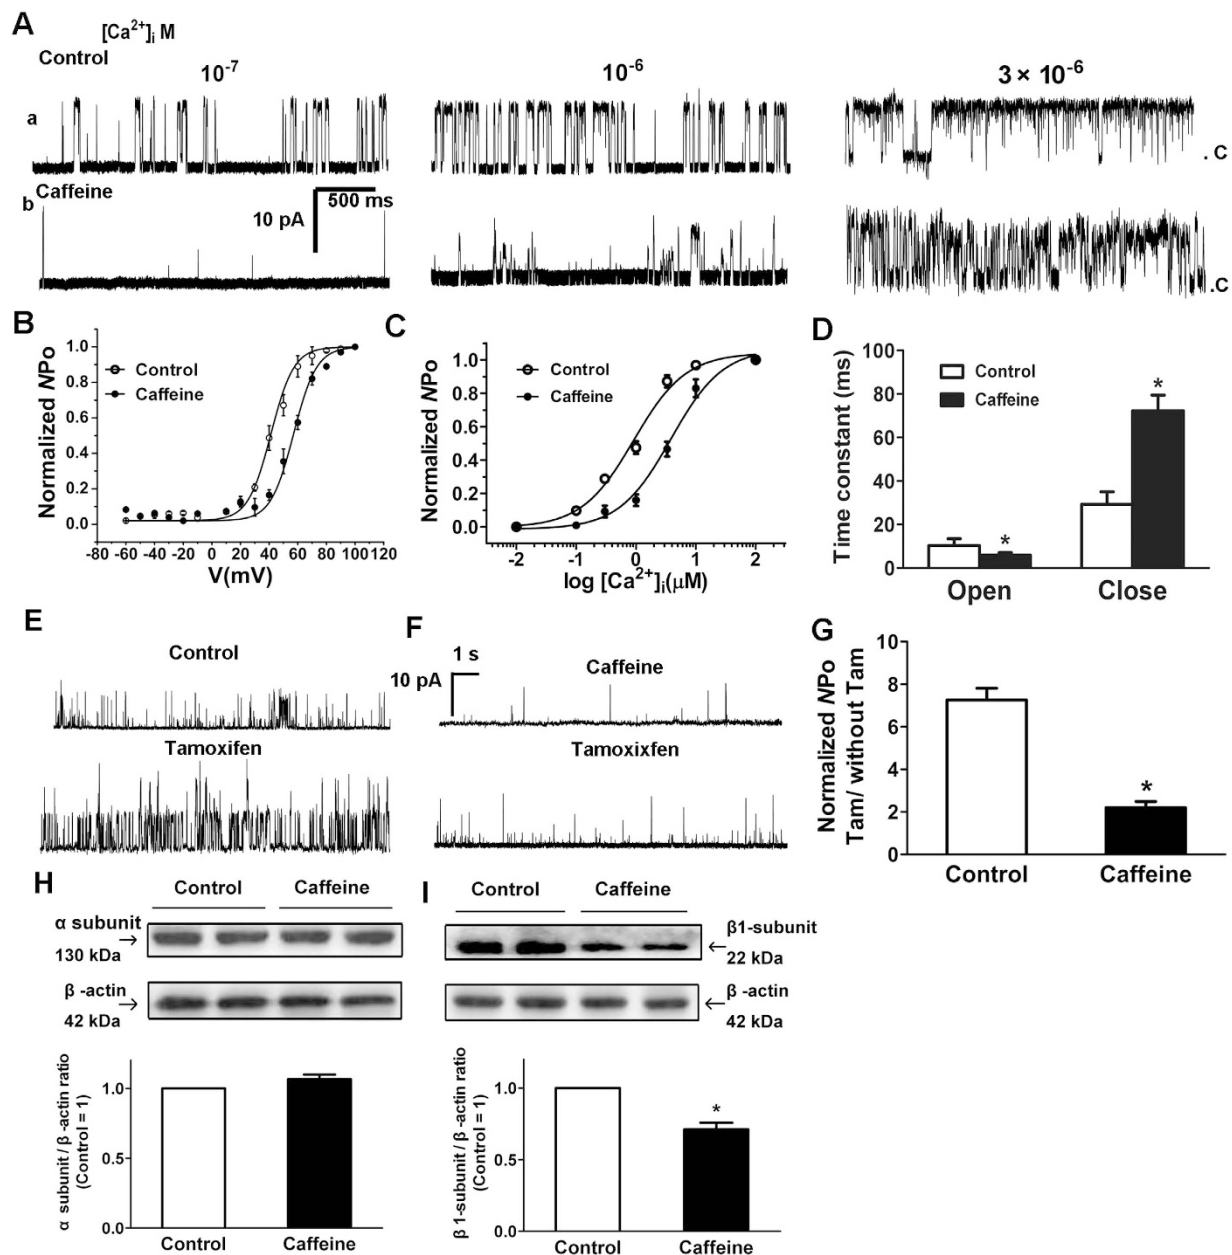 A
[Ca²⁺]ᵢ M
Control
10⁻⁷
10⁻⁶
3 × 10⁻⁶
a
. C
Caffeine
b
500 ms
10 pA
.C
B
Normalized NPo
1.0
0.8
0.6
0.4
0.2
0.0
Control
Caffeine
-80 -60 -40 -20 0 20 40 60 80 100 120
V(mV)
C
Normalized NPo
1.0
0.8
0.6
0.4
0.2
0.0
Control
Caffeine
-2 -1 0 1 2
log [Ca²⁺]ᵢ(μM)
D
Time constant (ms)
100
80
60
40
20
0
Control
Caffeine
*
*
Open Close
E
Control
Tamoxifen
F
1 s
10 pA
Caffeine
Tamoxixfen
G
Normalized NPo
Tam/ without Tam
10
8
6
4
2
0
*
Control Caffeine
H
Control Caffeine
α subunit
→
130 kDa
β -actin
→
42 kDa
α subunit / β -actin ratio
(Control = 1)
1.0
0.5
0.0
Control Caffeine
I
Control Caffeine
β1-subunit
←
22 kDa
β -actin
←
42 kDa
β 1-subunit / β -actin ratio
(Control = 1)
1.0
0.5
0.0
*
Control Caffeine